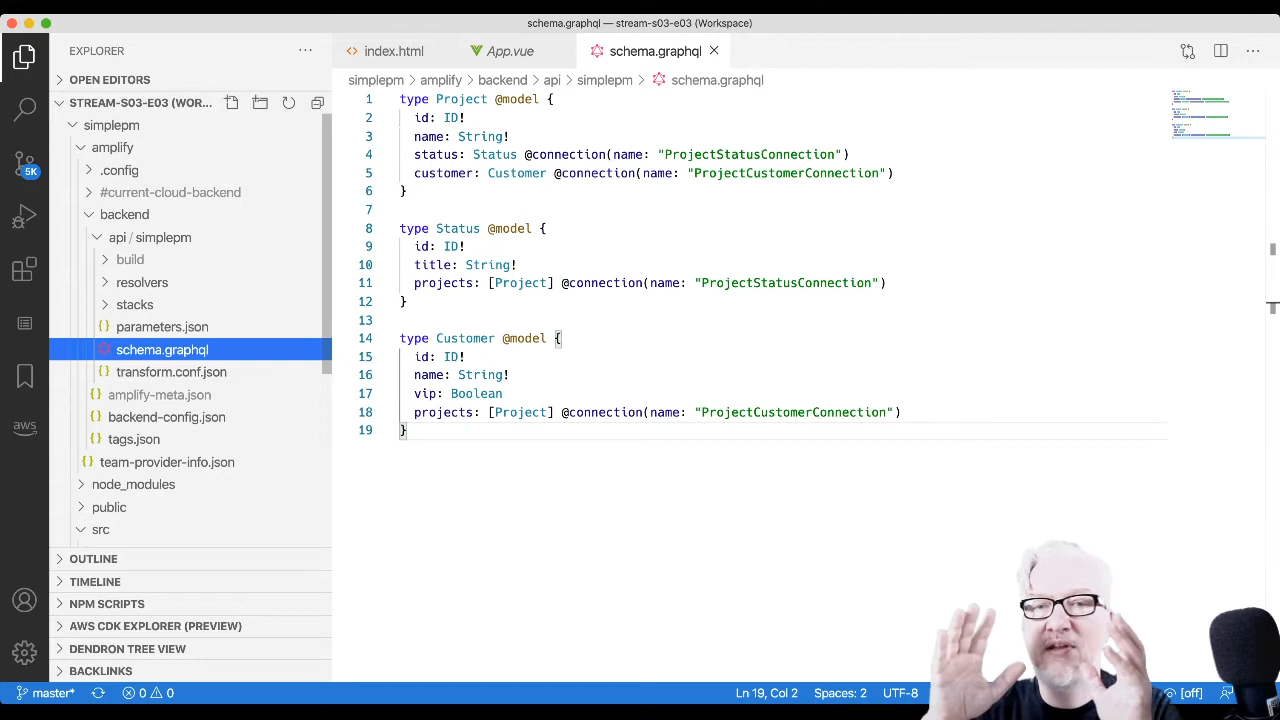 schema.graphql — stream-s03-e03 (Workspace)
EXPLORER
index.html
App.vue
schema.graphql
OPEN EDITORS
STREAM-S03-E03 (WOR...
simplepm
amplify
.config
#current-cloud-backend
backend
api / simplepm
build
resolvers
stacks
parameters.json
schema.graphql
transform.conf.json
amplify-meta.json
backend-config.json
tags.json
team-provider-info.json
node_modules
public
src
OUTLINE
TIMELINE
NPM SCRIPTS
AWS CDK EXPLORER (PREVIEW)
DENDRON TREE VIEW
BACKLINKS
5K
aws
simplepm > amplify > backend > api > simplepm > schema.graphql
1 type Project @model {
2 id: ID!
3 name: String!
4 status: Status @connection(name: "ProjectStatusConnection")
5 customer: Customer @connection(name: "ProjectCustomerConnection")
6 }
7
8 type Status @model {
9 id: ID!
10 title: String!
11 projects: [Project] @connection(name: "ProjectStatusConnection")
12 }
13
14 type Customer @model {
15 id: ID!
16 name: String!
17 vip: Boolean
18 projects: [Project] @connection(name: "ProjectCustomerConnection")
19 }
master* 0 0 Ln 19, Col 2 Spaces: 2 UTF-8 [off]